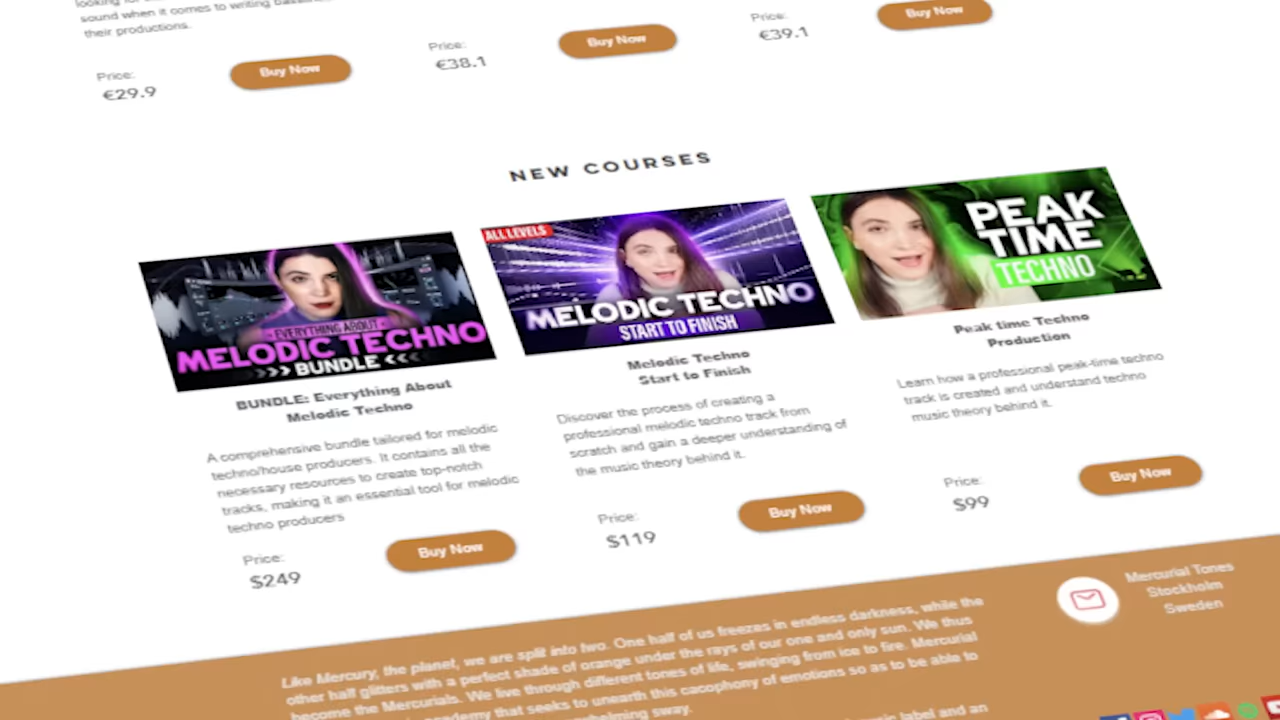 sound when it comes to writing
their productions.
Price:
€29.9
Buy Now
Price:
€38.1
Buy Now
Price:
€39.1
Buy Now
NEW COURSES
EVERYTHING ABOUT
MELODIC TECHNO
>>> BUNDLE <<<
BUNDLE: Everything About
Melodic Techno
A comprehensive bundle tailored for melodic
techno/house producers. It contains all the
necessary resources to create top-notch
tracks, making it an essential tool for melodic
techno producers
Price:
$249
Buy Now
ALL LEVELS
MELODIC TECHNO
START TO FINISH
Melodic Techno
Start to Finish
Discover the process of creating a
professional melodic techno track from
scratch and gain a deeper understanding of
the music theory behind it.
Price:
$119
Buy Now
PEAK
TIME
TECHNO
Peak time Techno
Production
Learn how a professional peak-time techno
track is created and understand techno
music theory behind it.
Price:
$99
Buy Now
Like Mercury, the planet, we are split into two. One half of us freezes in endless darkness, while the
other half glitters with a perfect shade of orange under the rays of our one and only sun. We thus
become the Mercurials. We live through different tones of life, swinging from ice to fire. Mercurial
academy that seeks to unearth this cacophony of emotions so as to be able to
sway.
label and an
Mercurial Tones
Stockholm
Sweden